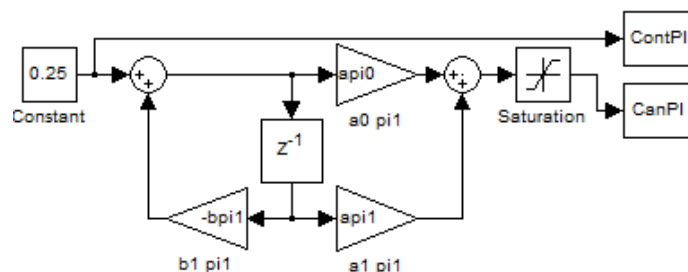 ContPI
0.25
api0
Constant
a0 pi1
Saturation
CanPI
z-1
-bpi1
api1
b1 pi1
a1 pi1